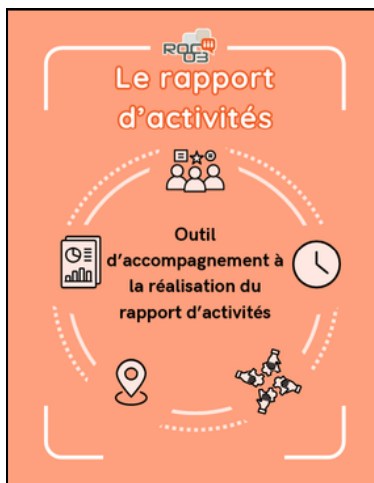 ROC
03
Le rapport
d'activités
Outil
d'accompagnement à
la réalisation du
rapport d'activités